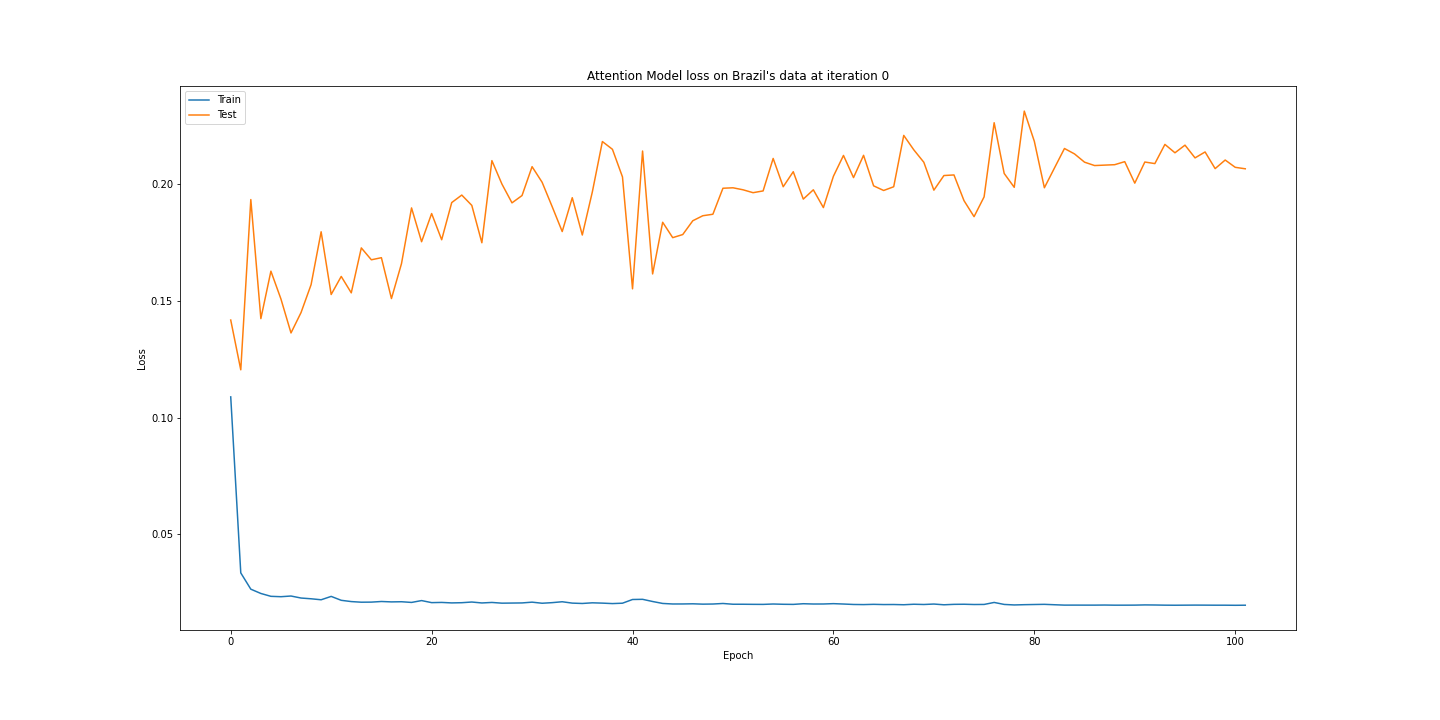 Attention Model loss on Brazil's data at iteration 0
Train
Test
0.20
0.15
0.10
0.05
Loss
0 20 40 60 80 100
Epoch